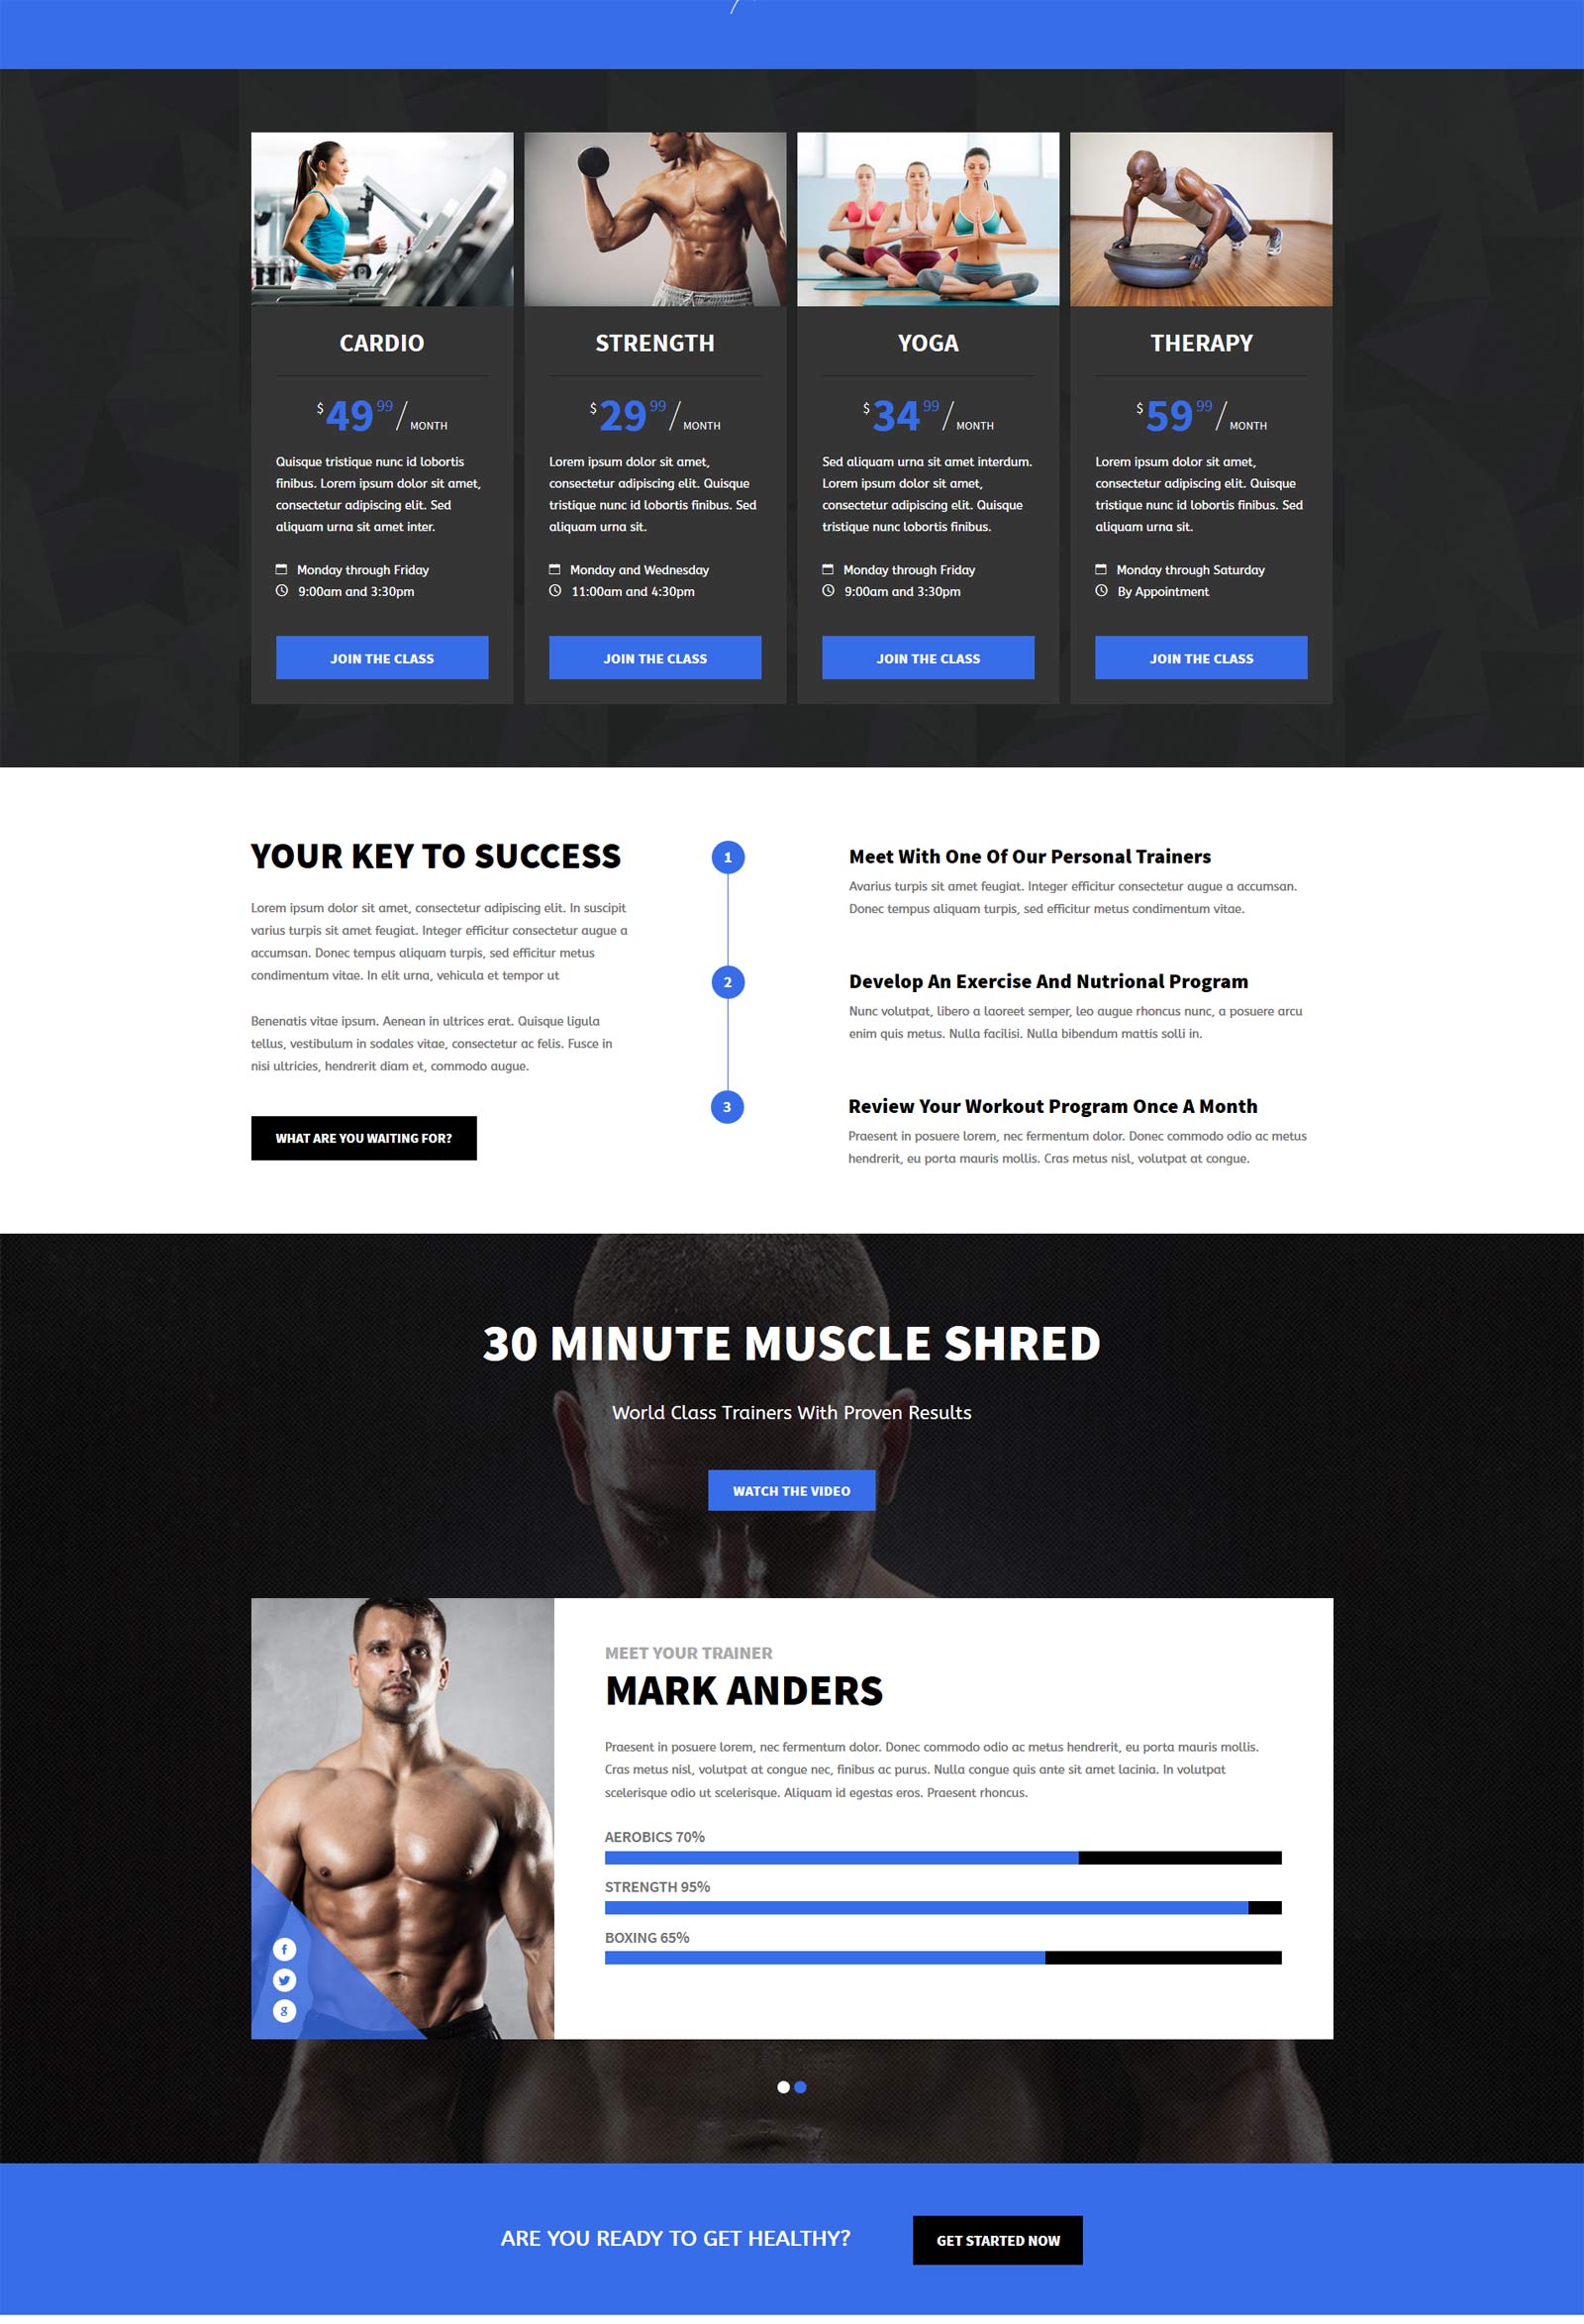 CARDIO
$49 99 / MONTH
Quisque tristique nunc id lobortis
finibus. Lorem ipsum dolor sit amet,
consectetur adipiscing elit. Sed
aliquam urna sit amet inter.
Monday through Friday
9:00am and 3:30pm
JOIN THE CLASS
STRENGTH
$29 99 / MONTH
Lorem ipsum dolor sit amet,
consectetur adipiscing elit. Quisque
tristique nunc id lobortis finibus. Sed
aliquam urna sit.
Monday and Wednesday
11:00am and 4:30pm
JOIN THE CLASS
YOGA
$34 99 / MONTH
Sed aliquam urna sit amet interdum.
Lorem ipsum dolor sit amet,
consectetur adipiscing elit. Quisque
tristique nunc lobortis finibus.
Monday through Friday
9:00am and 3:30pm
JOIN THE CLASS
THERAPY
$59 99 / MONTH
Lorem ipsum dolor sit amet,
consectetur adipiscing elit. Quisque
tristique nunc id lobortis finibus. Sed
aliquam urna sit.
Monday through Saturday
By Appointment
JOIN THE CLASS
YOUR KEY TO SUCCESS
Lorem ipsum dolor sit amet, consectetur adipiscing elit. In suscipit
varius turpis sit amet feugiat. Integer efficitur consectetur augue a
accumsan. Donec tempus aliquam turpis, sed efficitur metus
condimentum vitae. In elit urna, vehicula et tempor ut
Benenatis vitae ipsum. Aenean in ultrices erat. Quisque ligula
tellus, vestibulum in sodales vitae, consectetur ac felis. Fusce in
nisi ultricies, hendrerit diam et, commodo augue.
WHAT ARE YOU WAITING FOR?
1
Meet With One Of Our Personal Trainers
Avarius turpis sit amet feugiat. Integer efficitur consectetur augue a accumsan.
Donec tempus aliquam turpis, sed efficitur metus condimentum vitae.
2
Develop An Exercise And Nutrional Program
Nunc volutpat, libero a laoreet semper, leo augue rhoncus nunc, a posuere arcu
enim quis metus. Nulla facilisi. Nulla bibendum mattis solli in.
3
Review Your Workout Program Once A Month
Praesent in posuere lorem, nec fermentum dolor. Donec commodo odio ac metus
hendrerit, eu porta mauris mollis. Cras metus nisl, volutpat at congue.
30 MINUTE MUSCLE SHRED
World Class Trainers With Proven Results
WATCH THE VIDEO
MEET YOUR TRAINER
MARK ANDERS
Praesent in posuere lorem, nec fermentum dolor. Donec commodo odio ac metus hendrerit, eu porta mauris mollis.
Cras metus nisl, volutpat at congue nec, finibus ac purus. Nulla congue quis ante sit amet lacinia. In volutpat
scelerisque odio ut scelerisque. Aliquam id egestas eros. Praesent rhoncus.
AEROBICS 70%
STRENGTH 95%
BOXING 65%
ARE YOU READY TO GET HEALTHY?
GET STARTED NOW